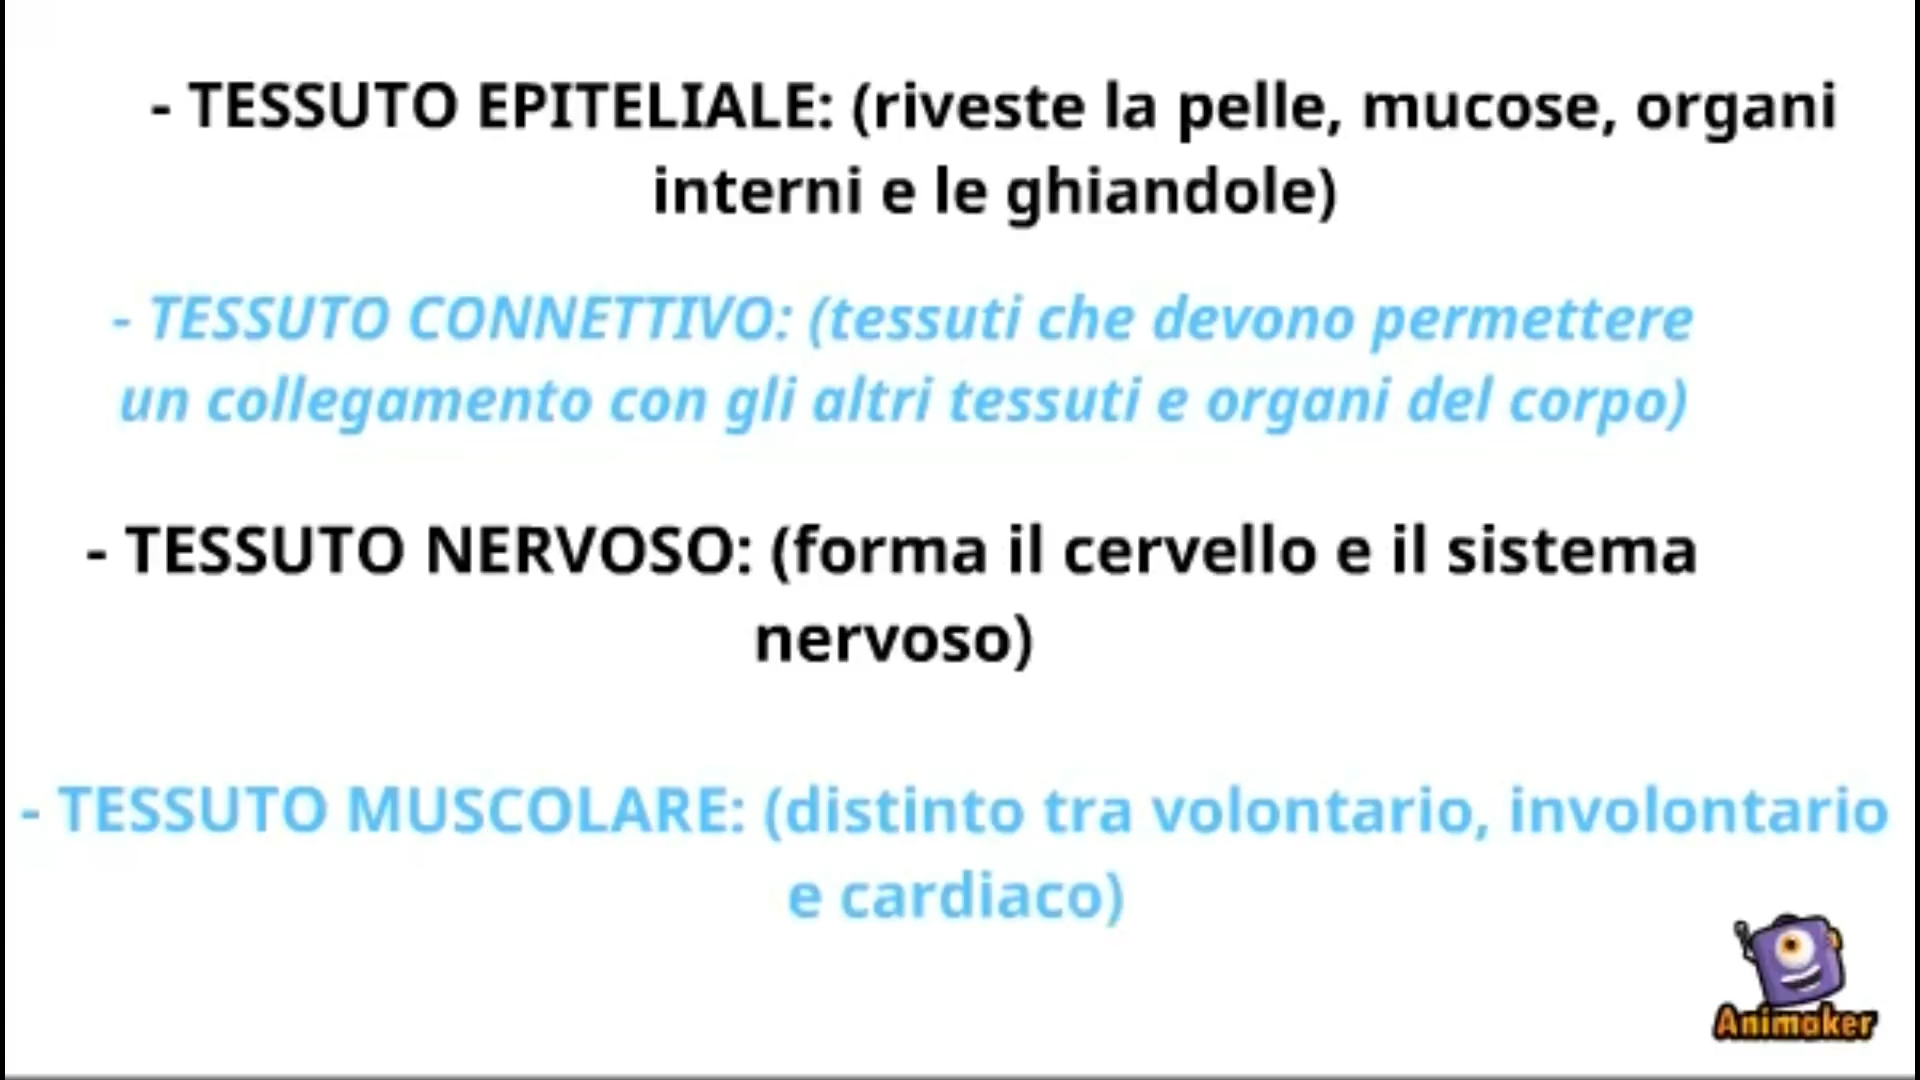 - TESSUTO EPITELIALE: (riveste la pelle, mucose, organi
interni e le ghiandole)
- TESSUTO CONNETTIVO: (tessuti che devono permettere
un collegamento con gli altri tessuti e organi del corpo)
- TESSUTO NERVOSO: (forma il cervello e il sistema
nervoso)
- TESSUTO MUSCOLARE: (distinto tra volontario, involontario
e cardiaco)
Animaker